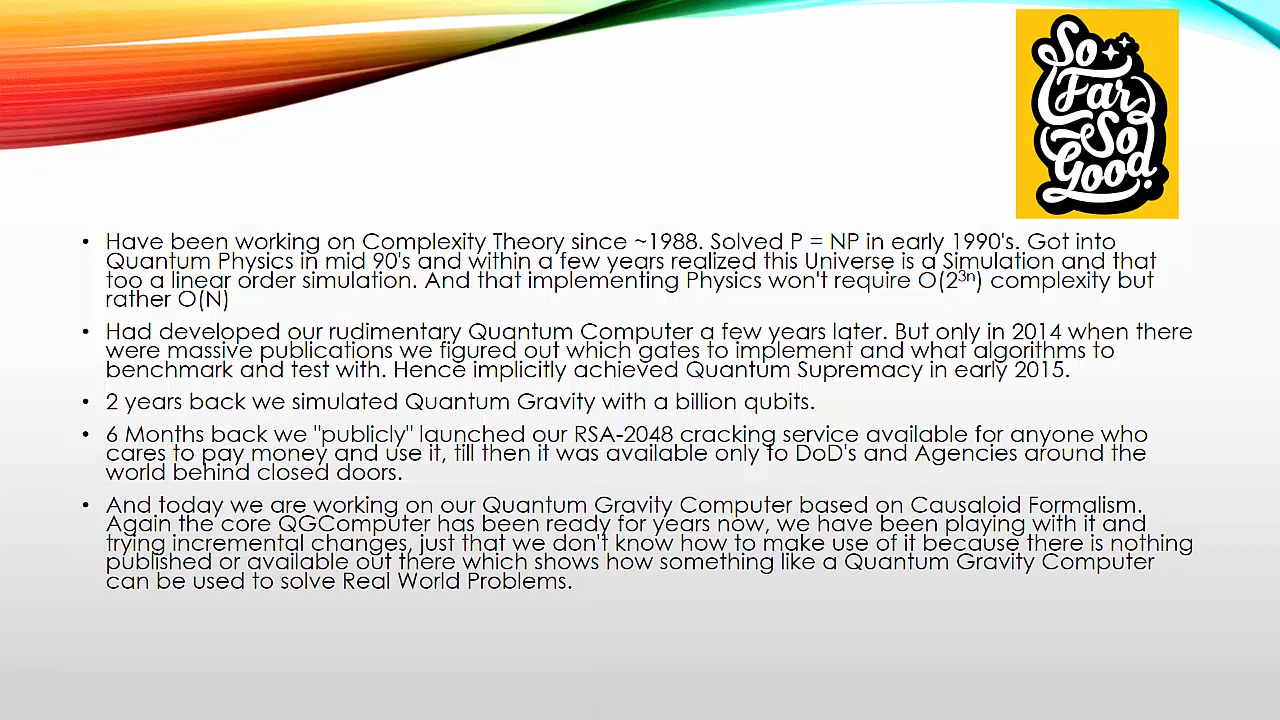 So
Far
So
Good.
• Have been working on Complexity Theory since ~1988. Solved P = NP in early 1990's. Got into
Quantum Physics in mid 90's and within a few years realized this Universe is a Simulation and that
too a linear order simulation. And that implementing Physics won't require O(2³ⁿ) complexity but
rather O(N)
• Had developed our rudimentary Quantum Computer a few years later. But only in 2014 when there
were massive publications we figured out which gates to implement and what algorithms to
benchmark and test with. Hence implicitly achieved Quantum Supremacy in early 2015.
• 2 years back we simulated Quantum Gravity with a billion qubits.
• 6 Months back we "publicly" launched our RSA-2048 cracking service available for anyone who
cares to pay money and use it, till then it was available only to DoD's and Agencies around the
world behind closed doors.
• And today we are working on our Quantum Gravity Computer based on Causaloid Formalism.
Again the core QGComputer has been ready for years now, we have been playing with it and
trying incremental changes, just that we don't know how to make use of it because there is nothing
published or available out there which shows how something like a Quantum Gravity Computer
can be used to solve Real World Problems.